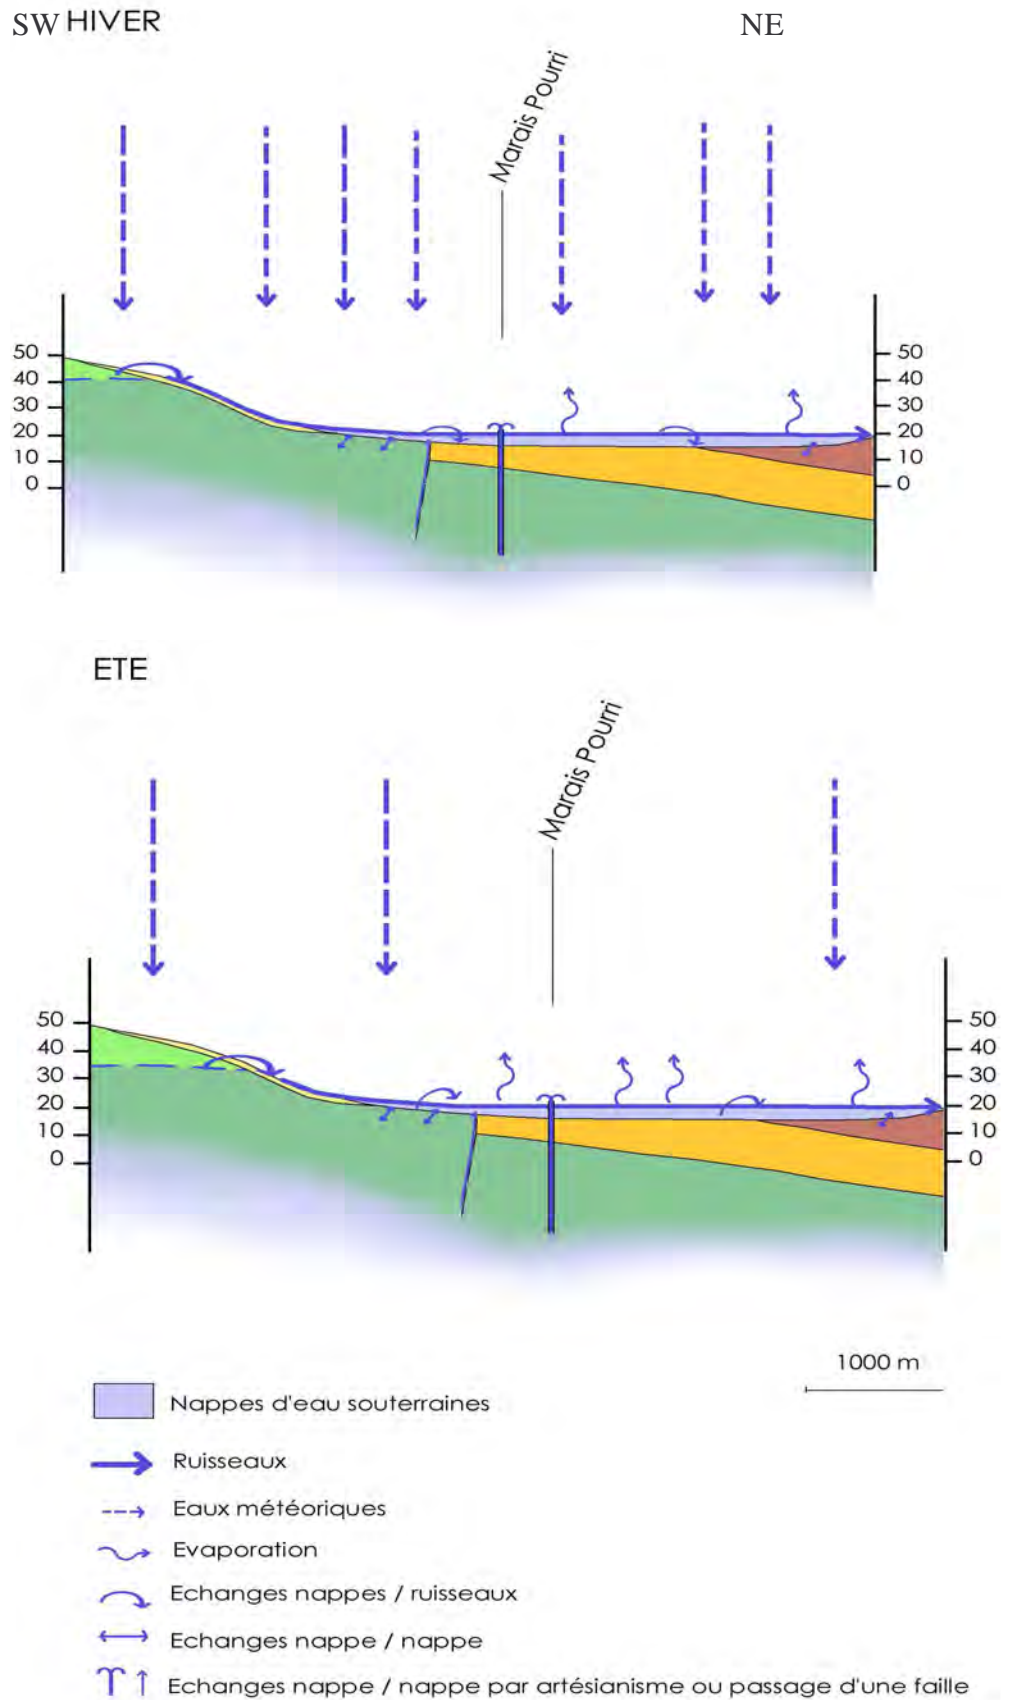 SW HIVER NE
Marais Pourri
50 50
40 40
30 30
20 20
10 10
0 0
ETE
Marais Pourri
50 50
40 40
30 30
20 20
10 10
0 0
1000 m
Nappes d'eau souterraines
Ruisseaux
Eaux météoriques
Evaporation
Echanges nappes / ruisseaux
Echanges nappe / nappe
Echanges nappe / nappe par artésianisme ou passage d'une faille